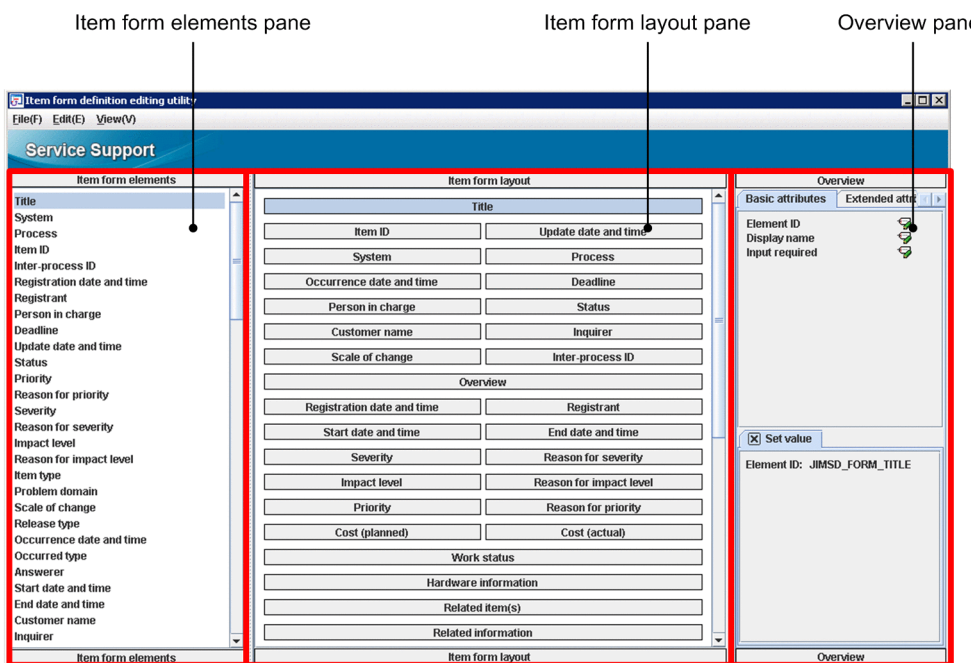 Item form elements pane
Item form layout pane
Overview pan
Item form definition editing utility
File(F) Edit(E) View(V)
Service Support
Item form elements
Title
System
Process
Item ID
Inter-process ID
Registration date and time
Registrant
Person in charge
Deadline
Update date and time
Status
Priority
Reason for priority
Severity
Reason for severity
Impact level
Reason for impact level
Item type
Problem domain
Scale of change
Release type
Occurrence date and time
Occurred type
Answerer
Start date and time
End date and time
Customer name
Inquirer
Item form elements
Item form layout
Title
Item ID Update date and time
System Process
Occurrence date and time Deadline
Person in charge Status
Customer name Inquirer
Scale of change Inter-process ID
Overview
Registration date and time Registrant
Start date and time End date and time
Severity Reason for severity
Impact level Reason for impact level
Priority Reason for priority
Cost (planned) Cost (actual)
Work status
Hardware information
Related item(s)
Related information
Item form layout
Overview
Basic attributes Extended attri
Element ID
Display name
Input required
Set value
Element ID: JIMSD_FORM_TITLE
Overview